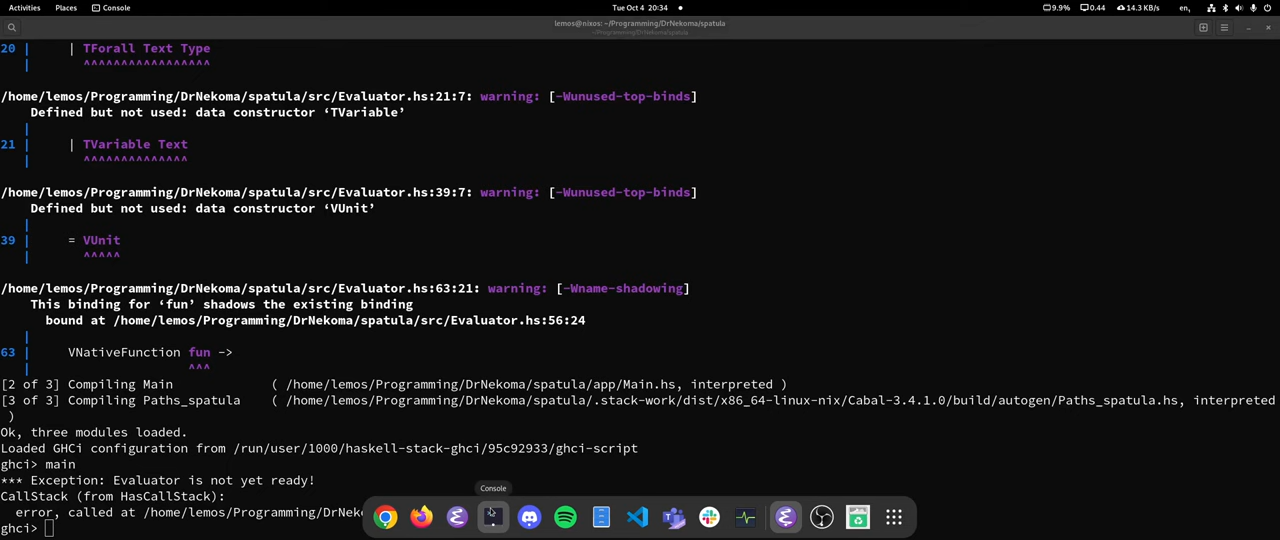 Activities Places Console Tue Oct 4 20:34 9.9% 0.44 14.3 KB/s en,
lemos@nixos: ~/Programming/DrNekoma/spatula
~/Programming/DrNekoma/spatula
20 | | TForall Text Type
| ^^^^^^^^^^^^^^^^^
/home/lemos/Programming/DrNekoma/spatula/src/Evaluator.hs:21:7: warning: [-Wunused-top-binds]
Defined but not used: data constructor ‘TVariable’
|
21 | | TVariable Text
| ^^^^^^^^^^^^^^
/home/lemos/Programming/DrNekoma/spatula/src/Evaluator.hs:39:7: warning: [-Wunused-top-binds]
Defined but not used: data constructor ‘VUnit’
|
39 | = VUnit
| ^^^^^
/home/lemos/Programming/DrNekoma/spatula/src/Evaluator.hs:63:21: warning: [-Wname-shadowing]
This binding for ‘fun’ shadows the existing binding
bound at /home/lemos/Programming/DrNekoma/spatula/src/Evaluator.hs:56:24
|
63 | VNativeFunction fun ->
| ^^^
[2 of 3] Compiling Main ( /home/lemos/Programming/DrNekoma/spatula/app/Main.hs, interpreted )
[3 of 3] Compiling Paths_spatula ( /home/lemos/Programming/DrNekoma/spatula/.stack-work/dist/x86_64-linux-nix/Cabal-3.4.1.0/build/autogen/Paths_spatula.hs, interpreted
)
Ok, three modules loaded.
Loaded GHCi configuration from /run/user/1000/haskell-stack-ghci/95c92933/ghci-script
ghci> main
*** Exception: Evaluator is not yet ready!
CallStack (from HasCallStack):
error, called at /home/lemos/Programming/DrNe
ghci>
Console